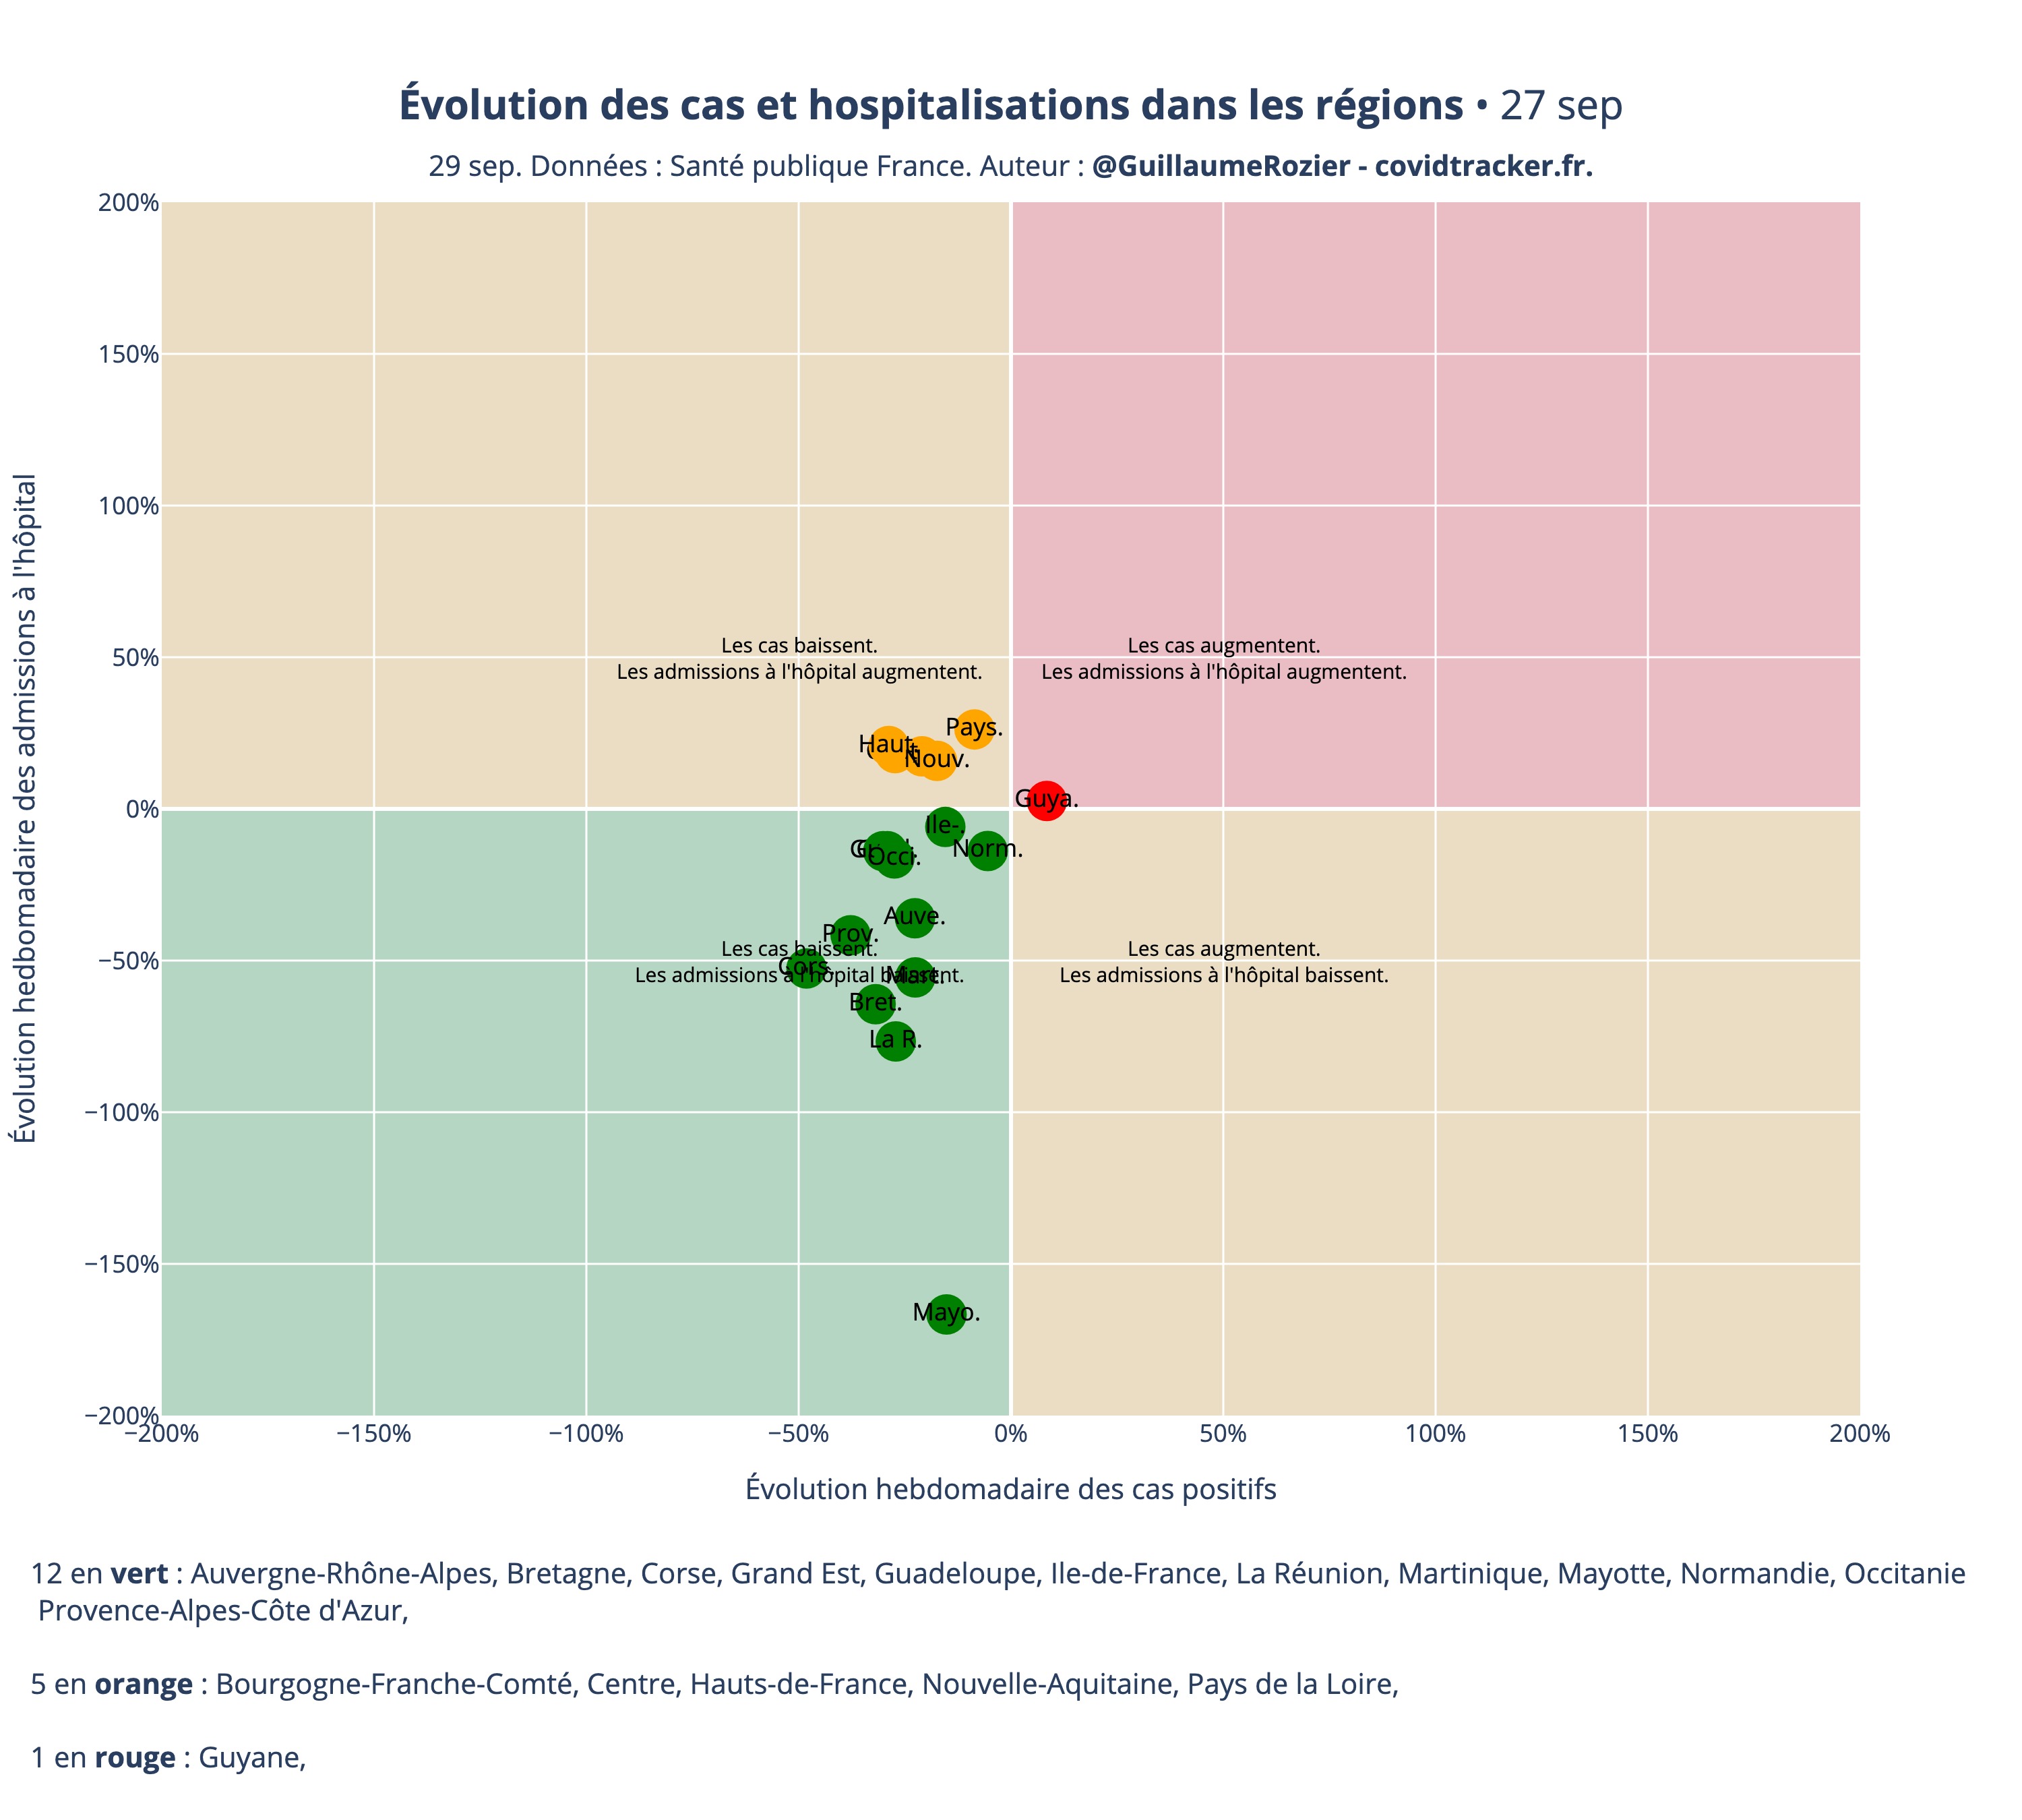 Évolution des cas et hospitalisations dans les régions • 27 sep
29 sep. Données : Santé publique France. Auteur : @GuillaumeRozier - covidtracker.fr.
Évolution hedbomadaire des admissions à l'hôpital
200%
150%
100%
50%
0%
−50%
−100%
−150%
−200%
Les cas baissent.
Les admissions à l'hôpital augmentent.
Les cas augmentent.
Les admissions à l'hôpital augmentent.
Pays.
Haut.
Nouv.
Guya.
Ile-.
Norm.
Occi.
Auve.
Prov.
Les cas baissent.
Les admissions à l'hôpital baissent.
Les cas augmentent.
Les admissions à l'hôpital baissent.
Cors.
Mart.
Bret.
La R.
Mayo.
−200%
−150%
−100%
−50%
0%
50%
100%
150%
200%
Évolution hebdomadaire des cas positifs
12 en vert : Auvergne-Rhône-Alpes, Bretagne, Corse, Grand Est, Guadeloupe, Ile-de-France, La Réunion, Martinique, Mayotte, Normandie, Occitanie
Provence-Alpes-Côte d'Azur,
5 en orange : Bourgogne-Franche-Comté, Centre, Hauts-de-France, Nouvelle-Aquitaine, Pays de la Loire,
1 en rouge : Guyane,